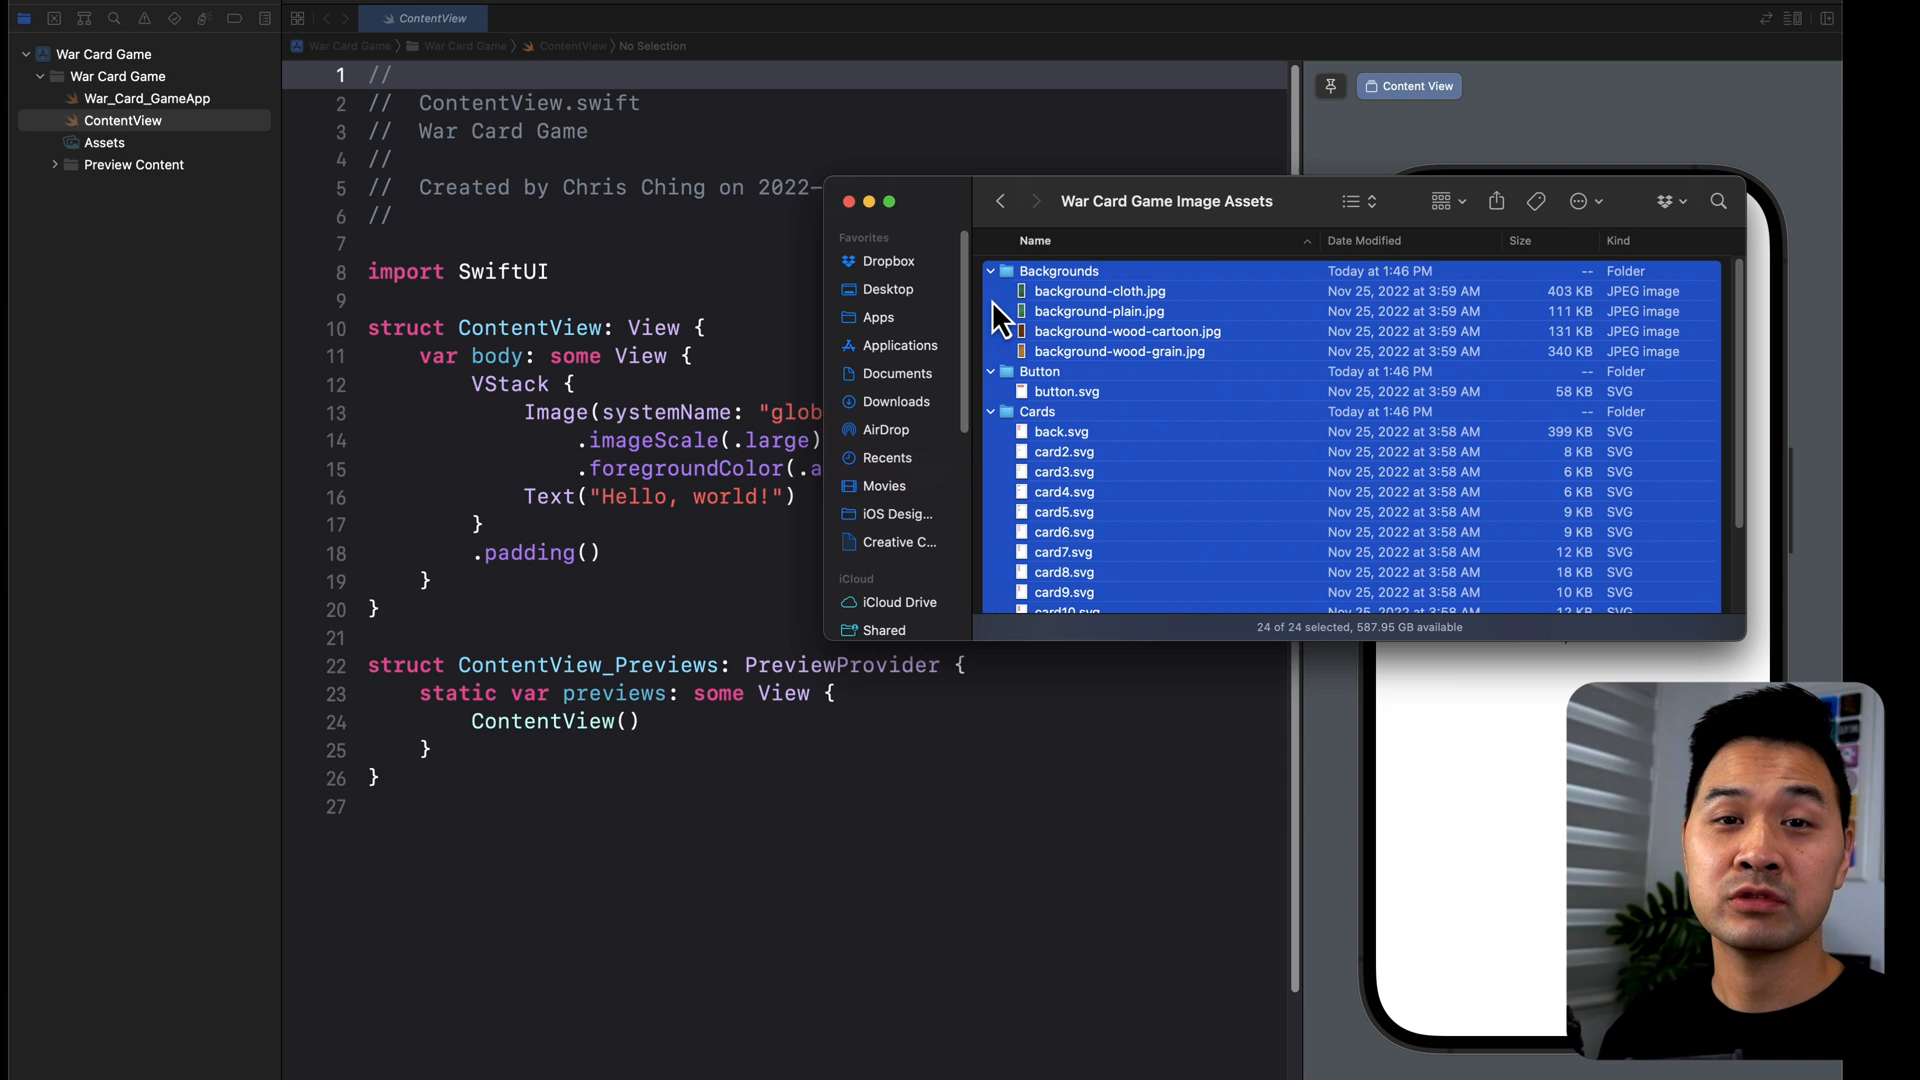 War Card Game
War Card Game
War_Card_GameApp
ContentView
Assets
Preview Content
ContentView
War Card Game
War Card Game
ContentView
No Selection
1 //
2 // ContentView.swift
3 // War Card Game
4 //
5 // Created by Chris Ching on 2022-
6 //
7
8 import SwiftUI
9
10 struct ContentView: View {
11 var body: some View {
12 VStack {
13 Image(systemName: "glob
14 .imageScale(.large)
15 .foregroundColor(.a
16 Text("Hello, world!")
17 }
18 .padding()
19 }
20 }
21
22 struct ContentView_Previews: PreviewProvider {
23 static var previews: some View {
24 ContentView()
25 }
26 }
27
Content View
War Card Game Image Assets
Favorites
Dropbox
Desktop
Apps
Applications
Documents
Downloads
AirDrop
Recents
Movies
iOS Desig...
Creative C...
iCloud
iCloud Drive
Shared
Name Date Modified Size Kind
Backgrounds Today at 1:46 PM -- Folder
background-cloth.jpg Nov 25, 2022 at 3:59 AM 403 KB JPEG image
background-plain.jpg Nov 25, 2022 at 3:59 AM 111 KB JPEG image
background-wood-cartoon.jpg Nov 25, 2022 at 3:59 AM 131 KB JPEG image
background-wood-grain.jpg Nov 25, 2022 at 3:59 AM 340 KB JPEG image
Button Today at 1:46 PM -- Folder
button.svg Nov 25, 2022 at 3:59 AM 58 KB SVG
Cards Today at 1:46 PM -- Folder
back.svg Nov 25, 2022 at 3:58 AM 399 KB SVG
card2.svg Nov 25, 2022 at 3:58 AM 8 KB SVG
card3.svg Nov 25, 2022 at 3:58 AM 6 KB SVG
card4.svg Nov 25, 2022 at 3:58 AM 6 KB SVG
card5.svg Nov 25, 2022 at 3:58 AM 9 KB SVG
card6.svg Nov 25, 2022 at 3:58 AM 9 KB SVG
card7.svg Nov 25, 2022 at 3:58 AM 12 KB SVG
card8.svg Nov 25, 2022 at 3:58 AM 18 KB SVG
card9.svg Nov 25, 2022 at 3:58 AM 10 KB SVG
card10.svg Nov 25, 2022 at 3:58 AM 12 KB SVG
24 of 24 selected, 587.95 GB available